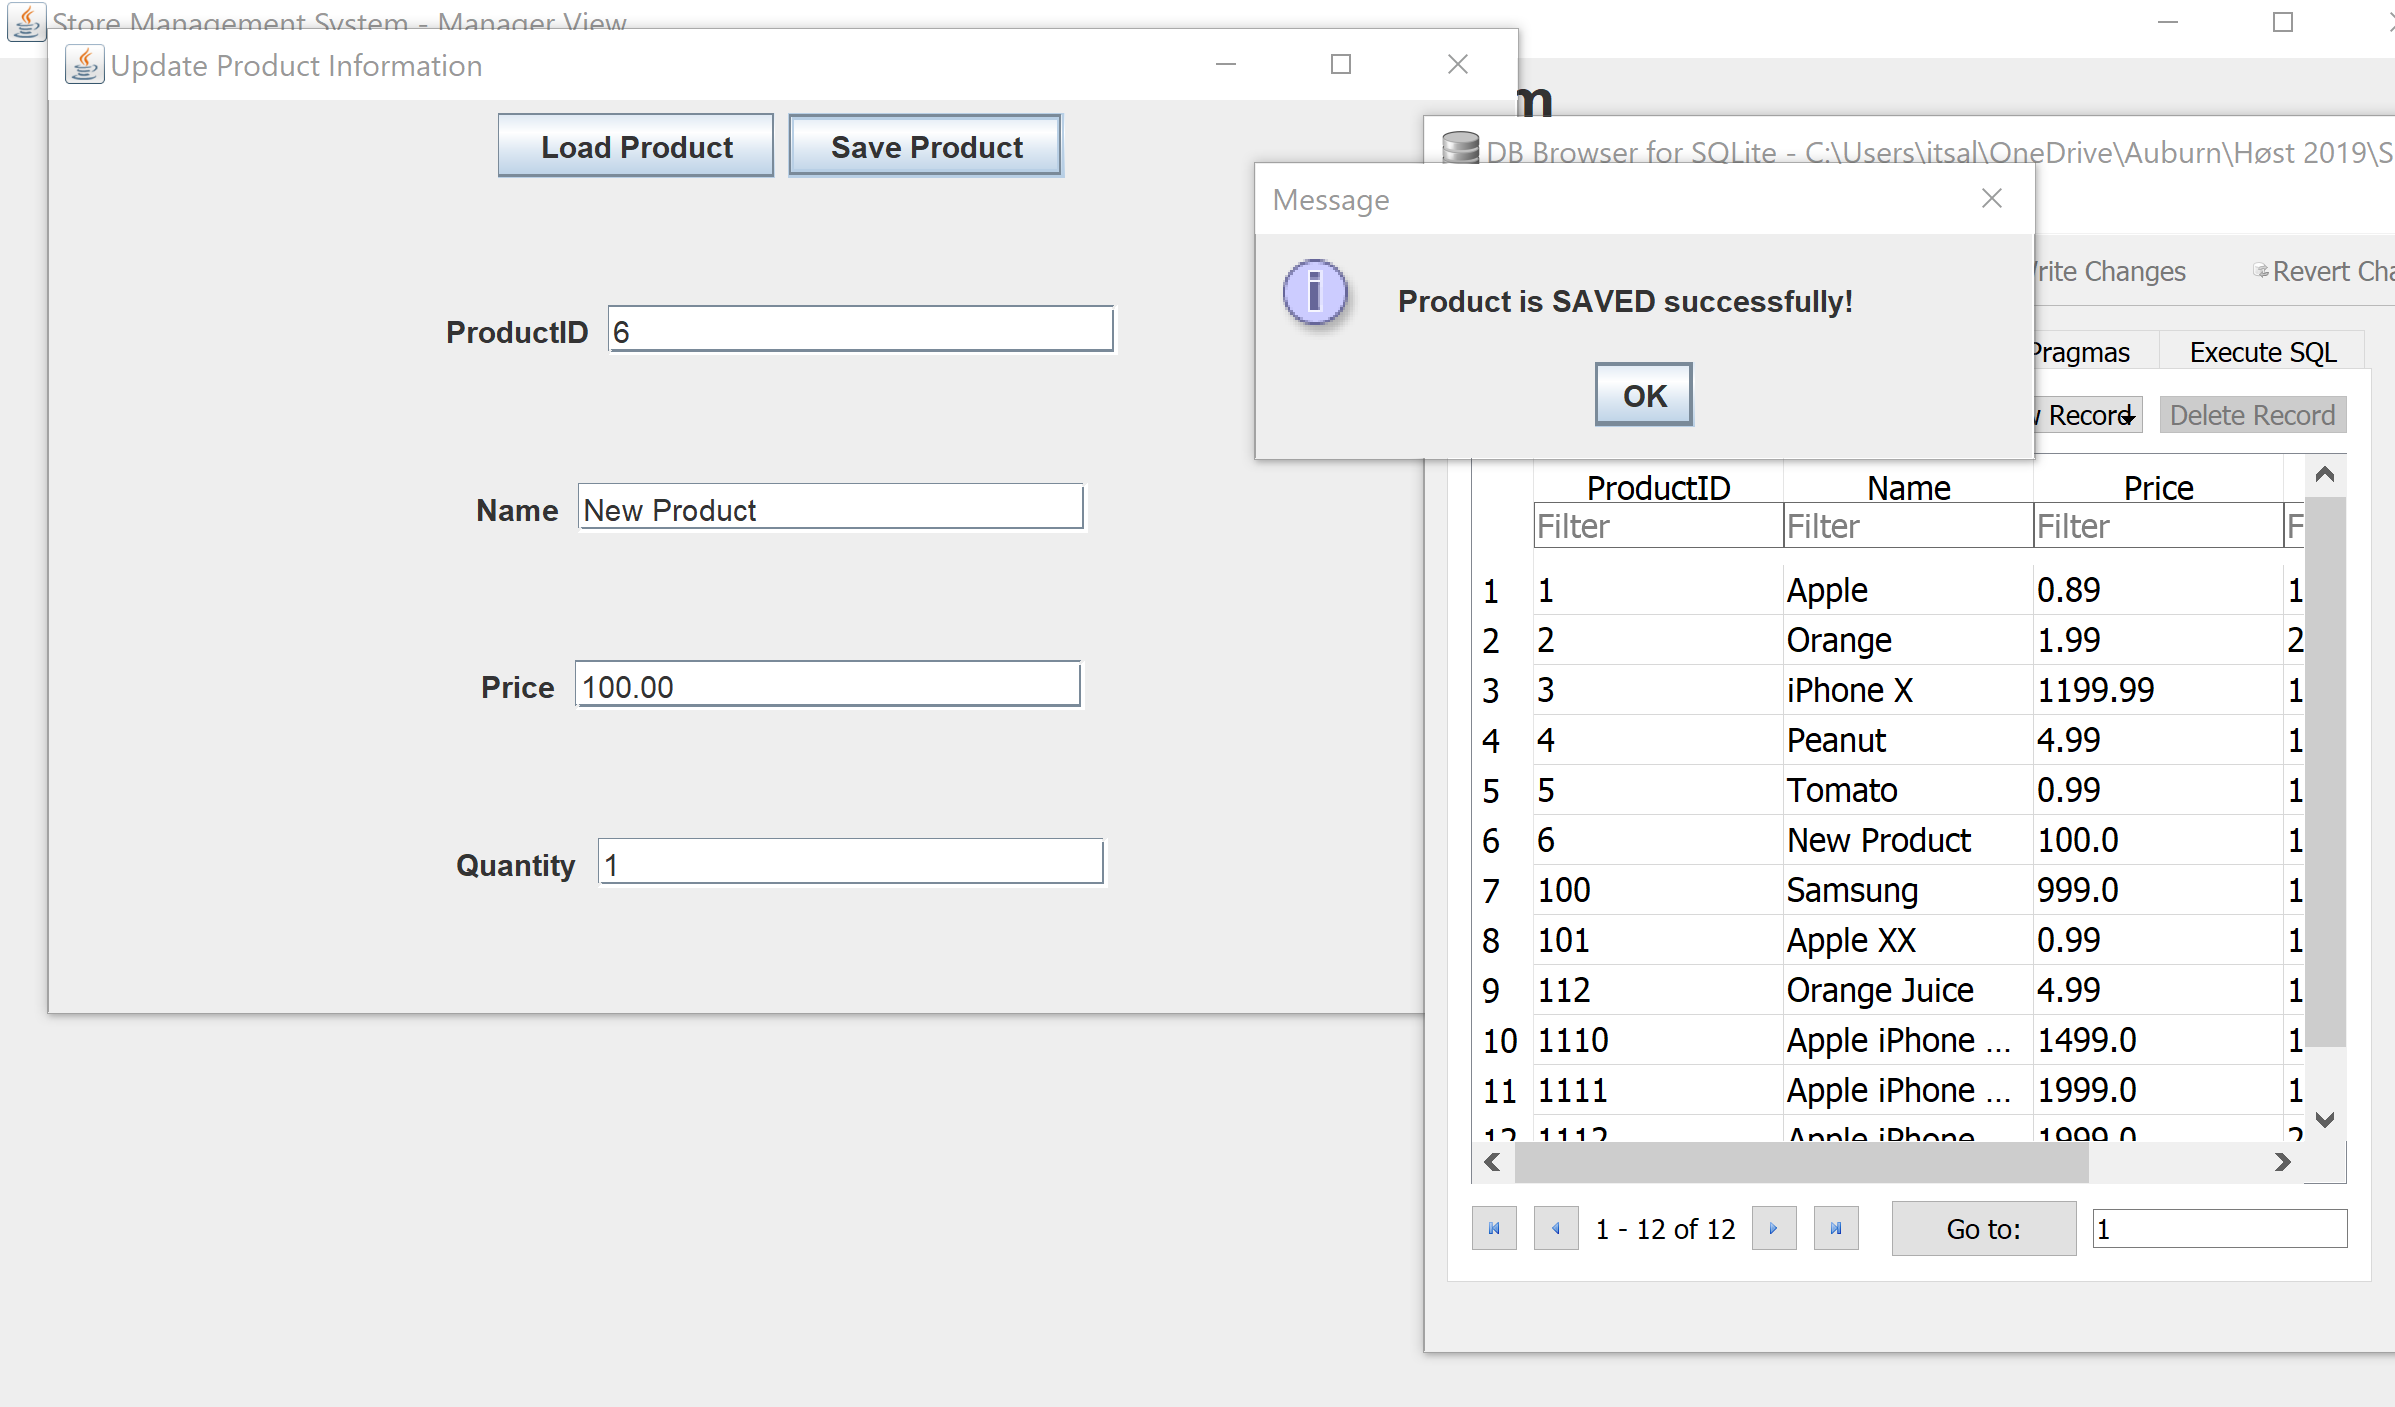 Store Management System - Manager View
Update Product Information
Load Product
Save Product
ProductID 6
Name New Product
Price 100.00
Quantity 1
m
DB Browser for SQLite - C:\Users\itsal\OneDrive\Auburn\Høst 2019\S
Message
Product is SAVED successfully!
OK
rite Changes
Revert Cha
Pragmas
Execute SQL
Record
Delete Record
ProductID Name Price
Filter Filter Filter F
1 1 Apple 0.89 1
2 2 Orange 1.99 2
3 3 iPhone X 1199.99 1
4 4 Peanut 4.99 1
5 5 Tomato 0.99 1
6 6 New Product 100.0 1
7 100 Samsung 999.0 1
8 101 Apple XX 0.99 1
9 112 Orange Juice 4.99 1
10 1110 Apple iPhone ... 1499.0 1
11 1111 Apple iPhone ... 1999.0 1
12 1112 Apple iPhone 1999.0 2
1 - 12 of 12
Go to: 1